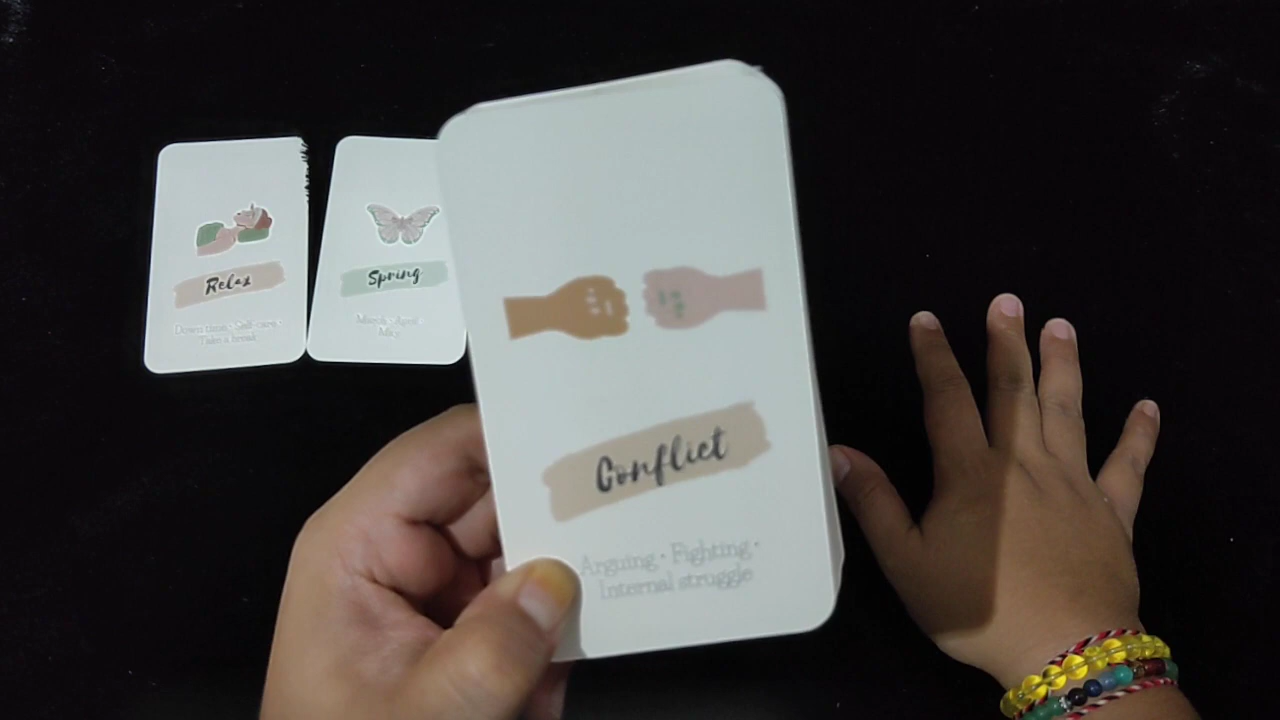 Relax
Down time · Self-care ·
Take a break
Spring
March · April
May
Conflict
Arguing · Fighting ·
Internal struggle